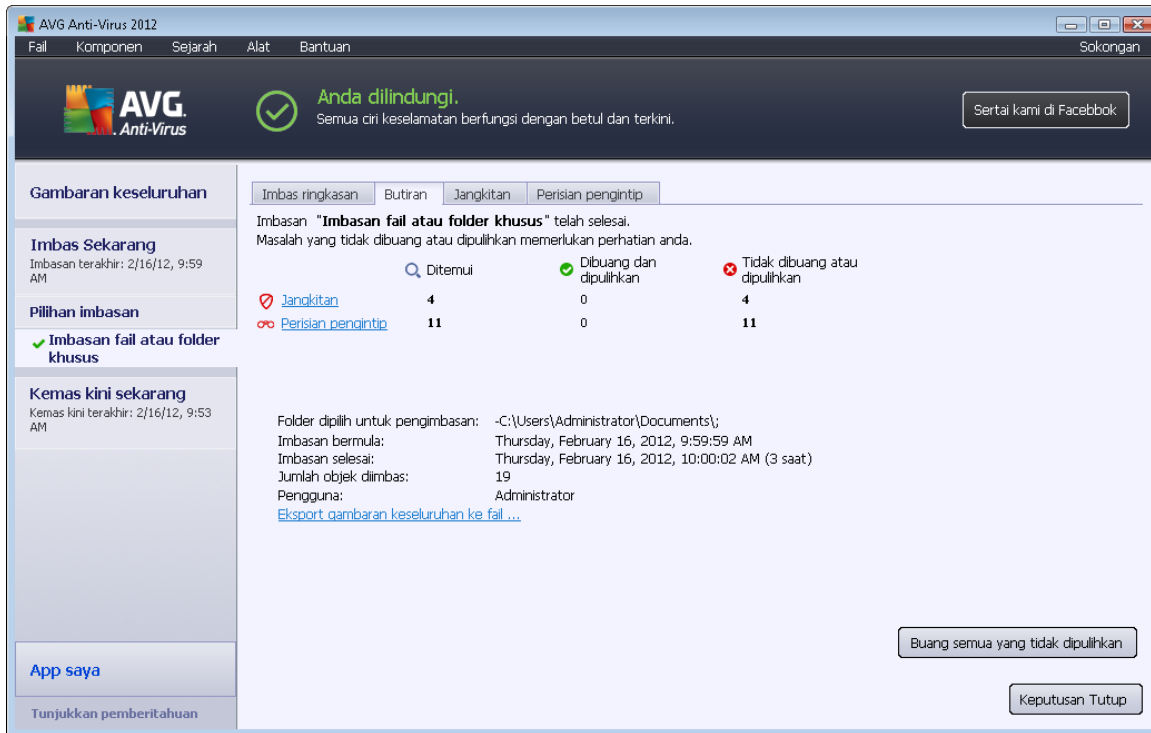 AVG Anti-Virus 2012
Fail Komponen Sejarah Alat Bantuan Sokongan
AVG.
Anti-Virus
Anda dilindungi.
Semua ciri keselamatan berfungsi dengan betul dan terkini.
Sertai kami di Facebbok
Gambaran keseluruhan
Imbas Sekarang
Imbasan terakhir: 2/16/12, 9:59
AM
Pilihan imbasan
Imbasan fail atau folder
khusus
Kemas kini sekarang
Kemas kini terakhir: 2/16/12, 9:53
AM
App saya
Tunjukkan pemberitahuan
Imbas ringkasan Butiran Jangkitan Perisian pengintip
Imbasan "Imbasan fail atau folder khusus" telah selesai.
Masalah yang tidak dibuang atau dipulihkan memerlukan perhatian anda.
Ditemui Dibuang dan dipulihkan Tidak dibuang atau dipulihkan
Jangkitan 4 0 4
Perisian pengintip 11 0 11
Folder dipilih untuk pengimbasan: -C:\Users\Administrator\Documents\;
Imbasan bermula: Thursday, February 16, 2012, 9:59:59 AM
Imbasan selesai: Thursday, February 16, 2012, 10:00:02 AM (3 saat)
Jumlah objek diimbas: 19
Pengguna: Administrator
Eksport gambaran keseluruhan ke fail ...
Buang semua yang tidak dipulihkan
Keputusan Tutup